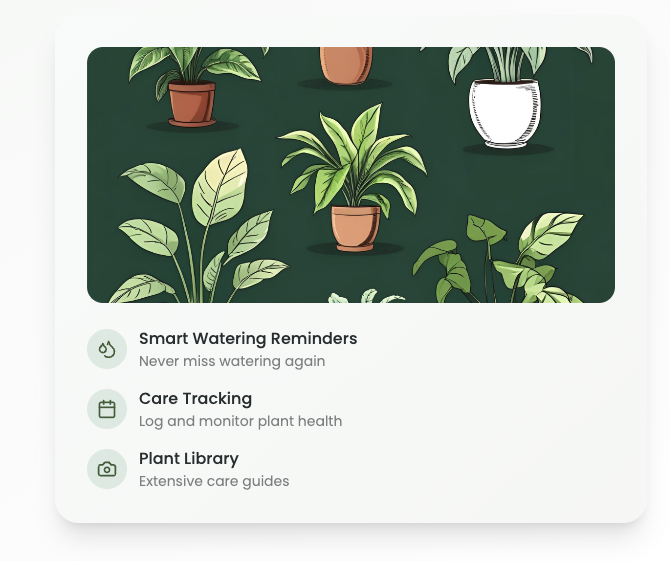 Smart Watering Reminders
Never miss watering again
Care Tracking
Log and monitor plant health
Plant Library
Extensive care guides